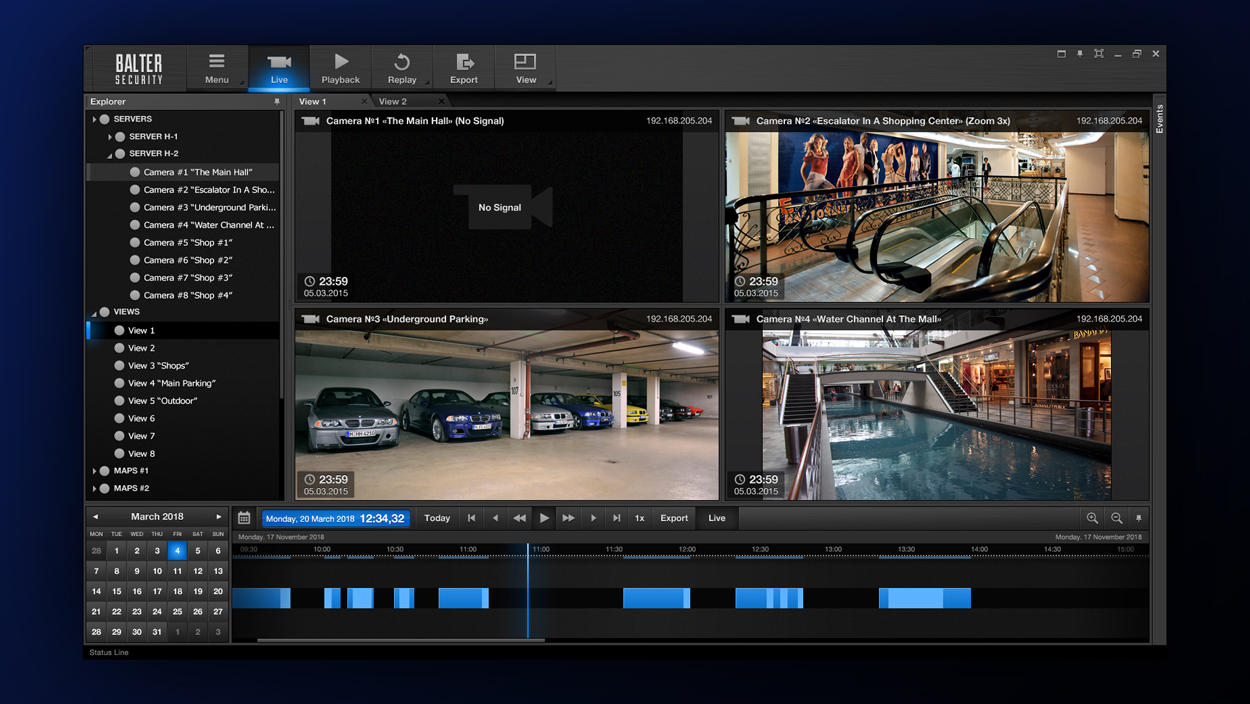 BALTER
SECURITY
Menu
Live
Playback
Replay
Export
View
Explorer
View 1
View 2
Events
SERVERS
SERVER H-1
SERVER H-2
Camera #1 "The Main Hall"
Camera #2 "Escalator In A Sho...
Camera #3 "Underground Parki...
Camera #4 "Water Channel At ...
Camera #5 "Shop #1"
Camera #6 "Shop #2"
Camera #7 "Shop #3"
Camera #8 "Shop #4"
VIEWS
View 1
View 2
View 3 "Shops"
View 4 "Main Parking"
View 5 "Outdoor"
View 6
View 7
View 8
MAPS #1
MAPS #2
Camera №1 «The Main Hall» (No Signal)
192.168.205.204
No Signal
23:59
05.03.2015
Camera №2 «Escalator In A Shopping Center» (Zoom 3x)
192.168.205.204
23:59
05.03.2015
Camera №3 «Underground Parking»
192.168.205.204
107
105
23:59
05.03.2015
Camera №4 «Water Channel At The Mall»
192.168.205.204
23:59
05.03.2015
March 2018
MON TUE WED THU FRI SAT SUN
28 1 2 3 4 5 6
7 8 9 10 11 12 13
14 15 16 17 18 19 20
21 22 23 24 25 26 27
28 29 30 31 1 2 3
Monday, 20 March 2018 12:34,32
Today
1x
Export
Live
Monday. 17 November 2018
Monday. 17 November 2018
09:30 10:00 10:30 11:00 11:00 11:30 12:00 12:30 13:00 13:30 14:00 14:30 15:00
Status Line